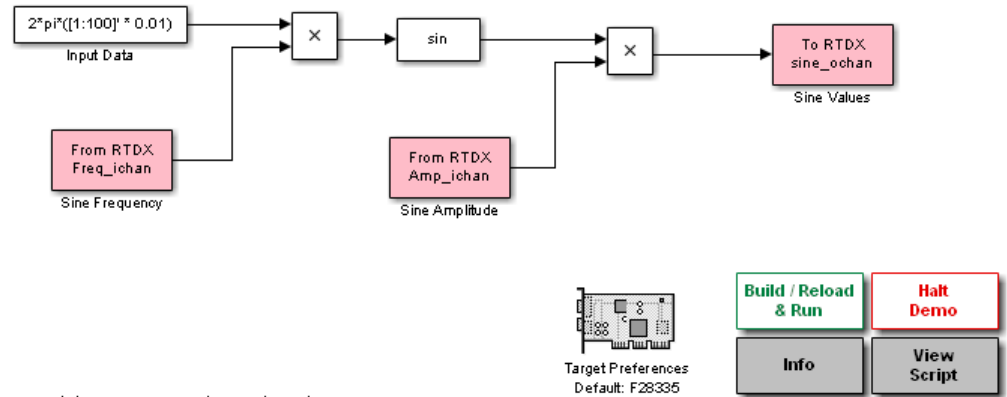 2*pi*([1:100]' * 0.01)
Input Data
×
sin
×
To RTDX
sine_ochan
Sine Values
From RTDX
Freq_ichan
Sine Frequency
From RTDX
Amp_ichan
Sine Amplitude
Build / Reload
& Run
Halt
Demo
Target Preferences
Default: F28335
Info
View
Script